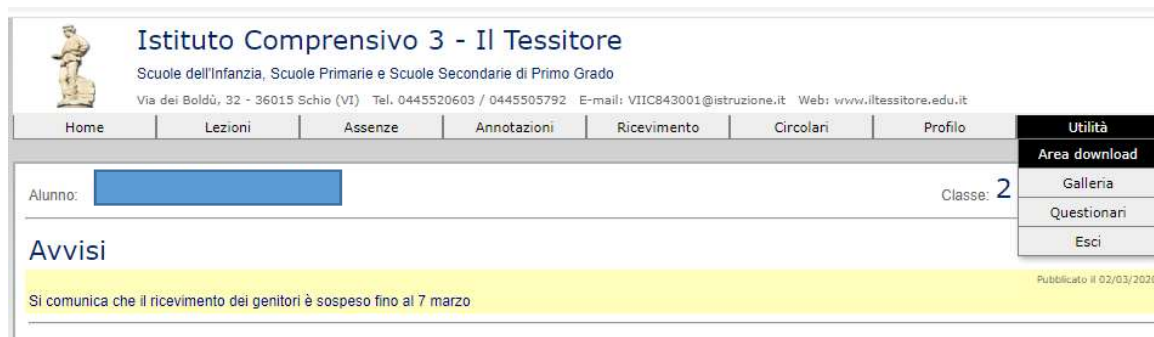 Istituto Comprensivo 3 - Il Tessitore
Scuole dell'Infanzia, Scuole Primarie e Scuole Secondarie di Primo Grado
Via dei Boldù, 32 - 36015 Schio (VI) Tel. 0445520603 / 0445505792 E-mail: VIIC843001@istruzione.it Web: www.iltessitore.edu.it
Home Lezioni Assenze Annotazioni Ricevimento Circolari Profilo Utilità
Area download
Galleria
Questionari
Esci
Alunno: Classe: 2
Avvisi
Pubblicato il 02/03/2020
Si comunica che il ricevimento dei genitori è sospeso fino al 7 marzo